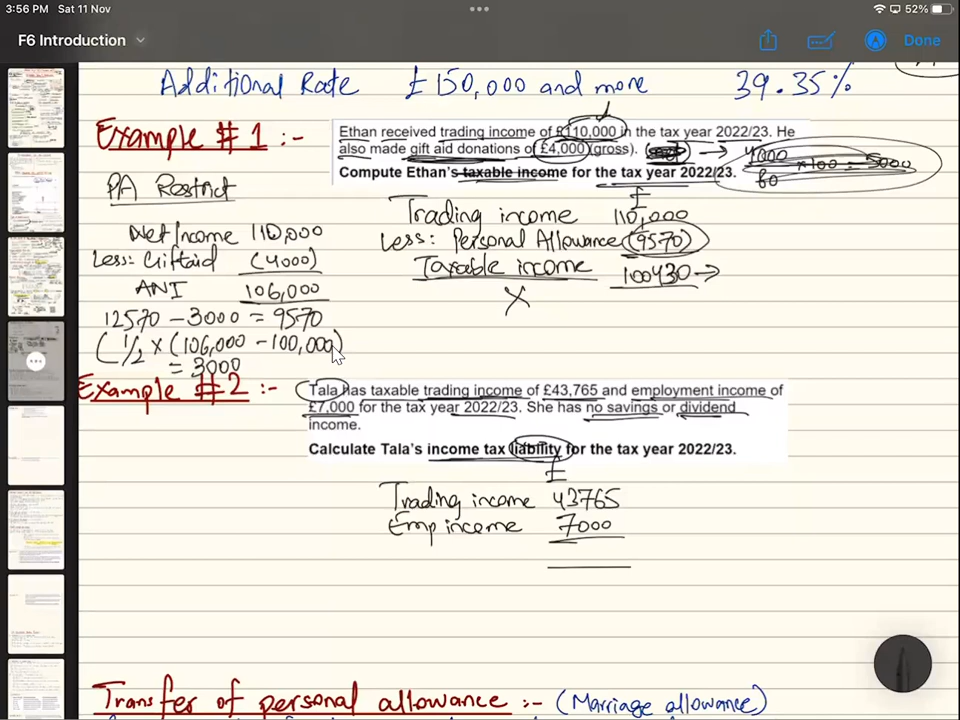 3:56 PM Sat 11 Nov
52%
F6 Introduction
Done
Additional Rate £150,000 and more 39.35%
Example # 1 :-
Ethan received trading income of £110,000 in the tax year 2022/23. He
also made gift aid donations of £4,000 (gross).
Compute Ethan's taxable income for the tax year 2022/23.
4000
80 × 100 = 5000
PA Restrict
£
Trading income 110,000
Less: Personal Allowance (9570)
Taxable income 100430
Net Income 110,000
Less: Giftaid (4000)
ANI 106,000
12570 - 3000 = 9570
(1/2 × (106,000 - 100,000)
= 3000
Example # 2 :-
Tala has taxable trading income of £43,765 and employment income of
£7,000 for the tax year 2022/23. She has no savings or dividend
income.
Calculate Tala's income tax liability for the tax year 2022/23.
£
Trading income 43765
Emp income 7000
Transfer of personal allowance :- (Marriage allowance)